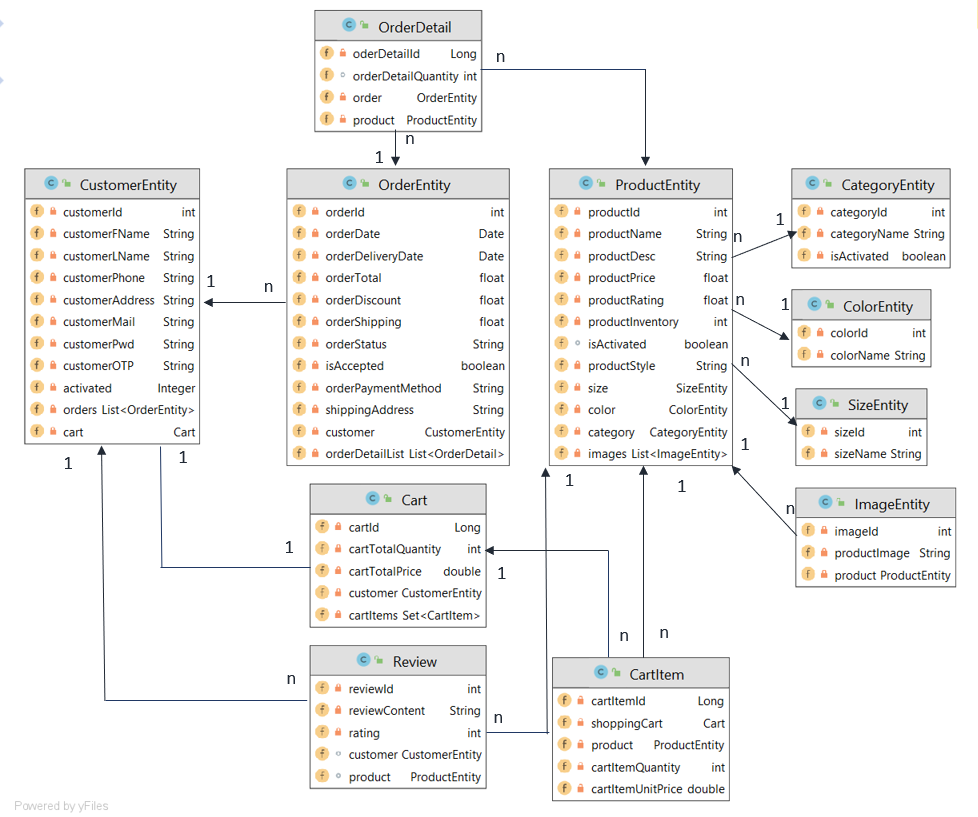 OrderDetail
oderDetailId Long
orderDetailQuantity int
order OrderEntity
product ProductEntity
n
n
1
CustomerEntity
customerId int
customerFName String
customerLName String
customerPhone String
customerAddress String
customerMail String
customerPwd String
customerOTP String
activated Integer
orders List<OrderEntity>
cart Cart
1
n
1
1
OrderEntity
orderId int
orderDate Date
orderDeliveryDate Date
orderTotal float
orderDiscount float
orderShipping float
orderStatus String
isAccepted boolean
orderPaymentMethod String
shippingAddress String
customer CustomerEntity
orderDetailList List<OrderDetail>
ProductEntity
productId int
productName String
productDesc String
productPrice float
productRating float
productInventory int
isActivated boolean
productStyle String
size SizeEntity
color ColorEntity
category CategoryEntity
images List<ImageEntity>
n
1
n
1
n
1
1
n
1
1
CategoryEntity
categoryId int
categoryName String
isActivated boolean
ColorEntity
colorId int
colorName String
SizeEntity
sizeId int
sizeName String
ImageEntity
imageId int
productImage String
product ProductEntity
Cart
cartId Long
cartTotalQuantity int
cartTotalPrice double
customer CustomerEntity
cartItems Set<CartItem>
1
1
n
n
Review
reviewId int
reviewContent String
rating int
customer CustomerEntity
product ProductEntity
n
n
CartItem
cartItemId Long
shoppingCart Cart
product ProductEntity
cartItemQuantity int
cartItemUnitPrice double
Powered by yFiles